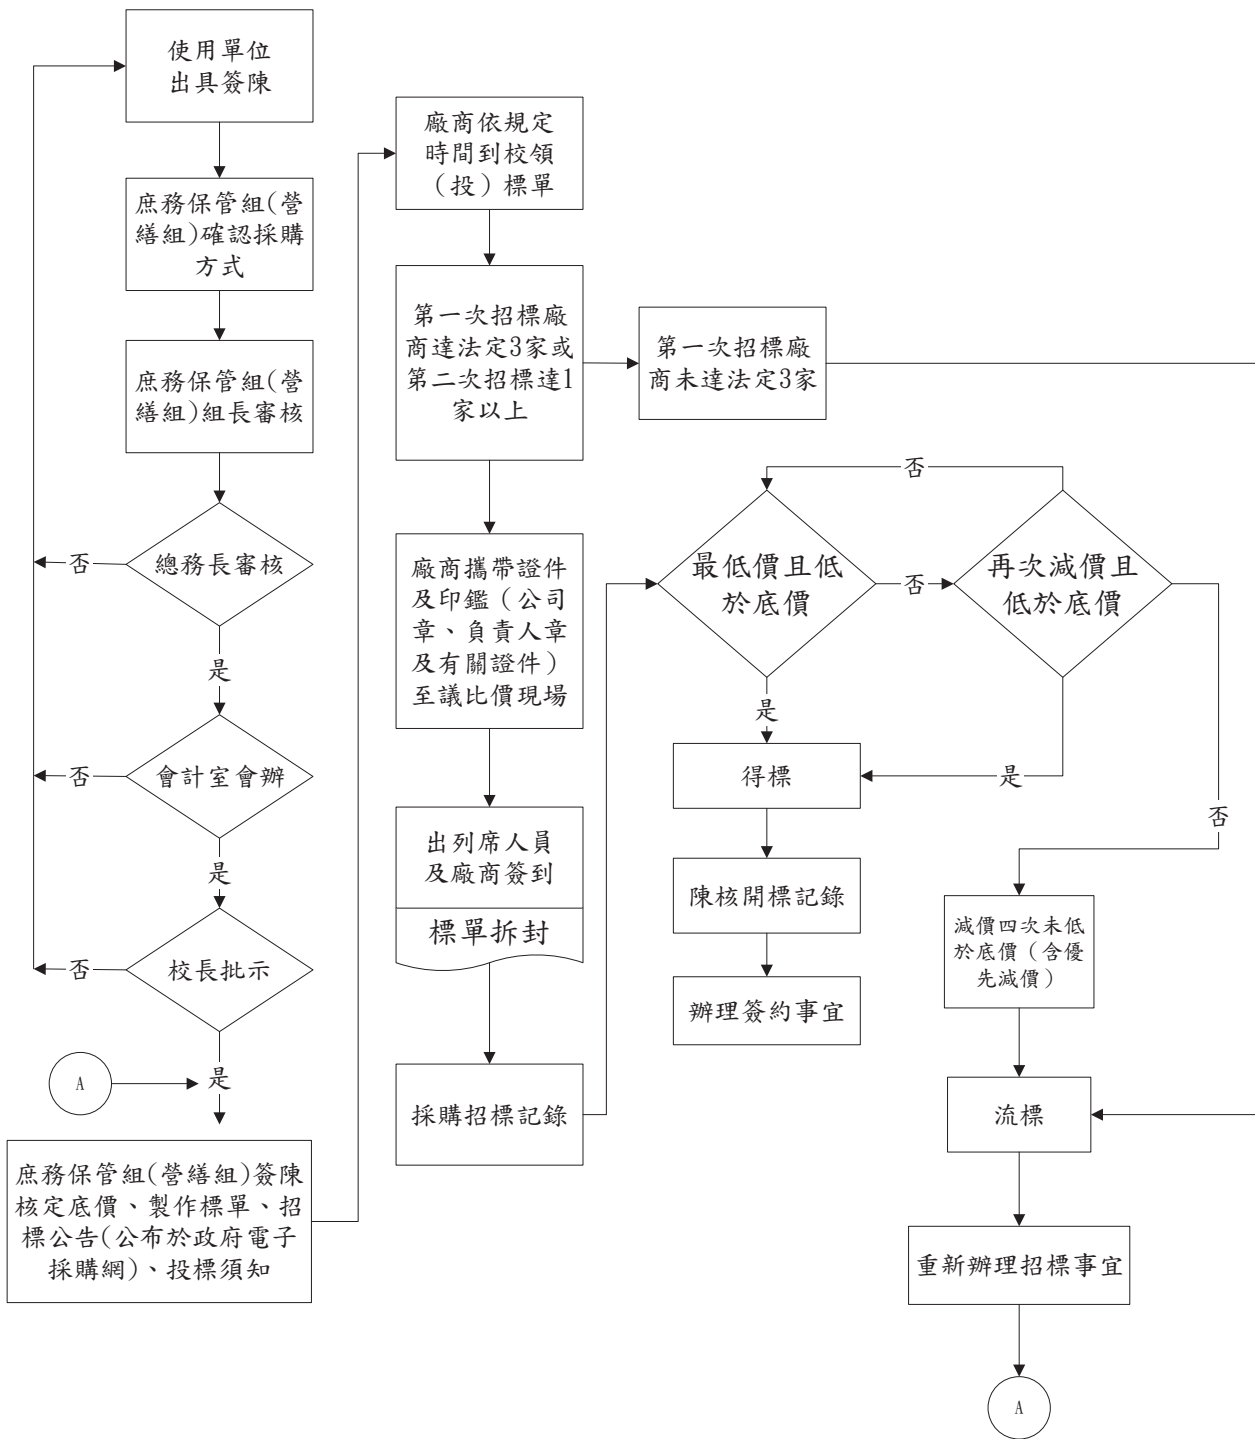 使用單位
出具簽陳
庶務保管組(營
繕組)確認採購
方式
庶務保管組(營
繕組)組長審核
總務長審核
否
是
會計室會辦
否
是
校長批示
否
是
A
庶務保管組(營繕組)簽陳
核定底價、製作標單、招
標公告(公布於政府電子
採購網)、投標須知
廠商依規定
時間到校領
（投）標單
第一次招標廠
商達法定3家或
第二次招標達1
家以上
第一次招標廠
商未達法定3家
廠商攜帶證件
及印鑑（公司
章、負責人章
及有關證件）
至議比價現場
出列席人員
及廠商簽到
標單拆封
採購招標記錄
最低價且低
於底價
否
否
再次減價且
低於底價
是
是
否
得標
陳核開標記錄
辦理簽約事宜
減價四次未低
於底價（含優
先減價）
流標
重新辦理招標事宜
A